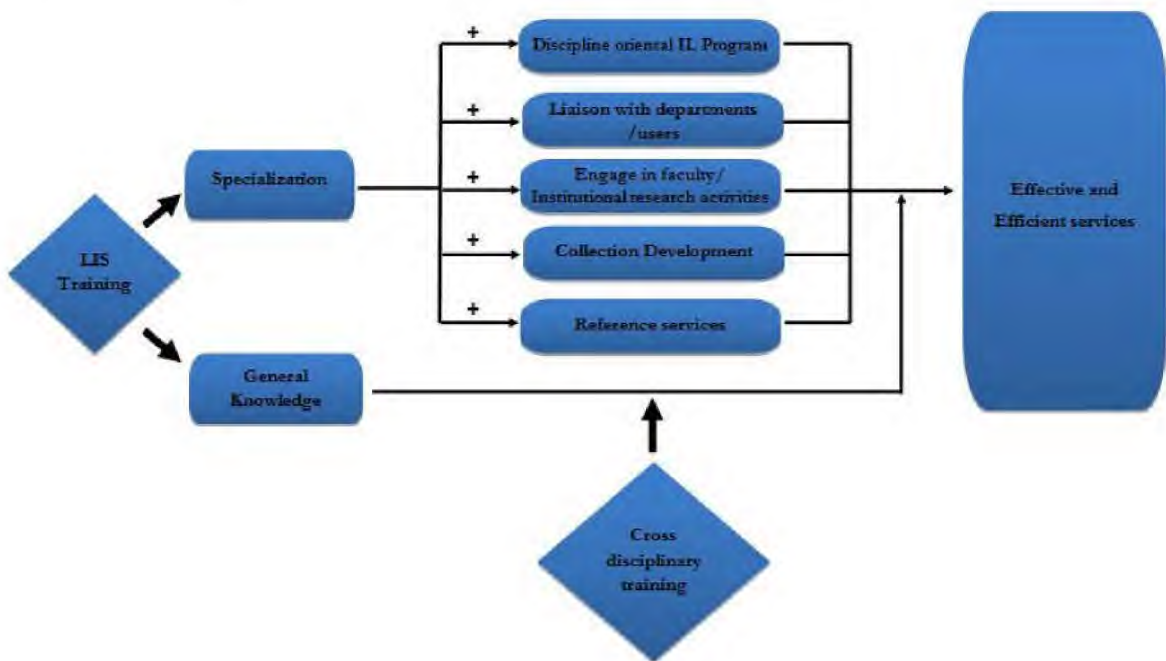 +
Discipline oriental IL Program
+
Liaison with departments
/users
+
Engage in faculty/
Institutional research activities
+
Collection Development
+
Reference services
Specialization
LIS
Training
General
Knowledge
Cross
disciplinary
training
Effective and
Efficient services